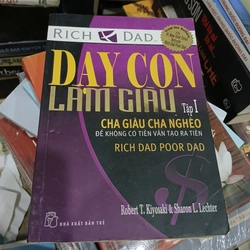 RICH DAD
DẠY CON
LÀM GIÀU
Tập 1
CHA GIÀU CHA NGHÈO
ĐỂ KHÔNG CÓ TIỀN VẪN TẠO RA TIỀN
RICH DAD POOR DAD
Robert T. Kiyosaki & Sharon L. Lechter
NHÀ XUẤT BẢN TRẺ